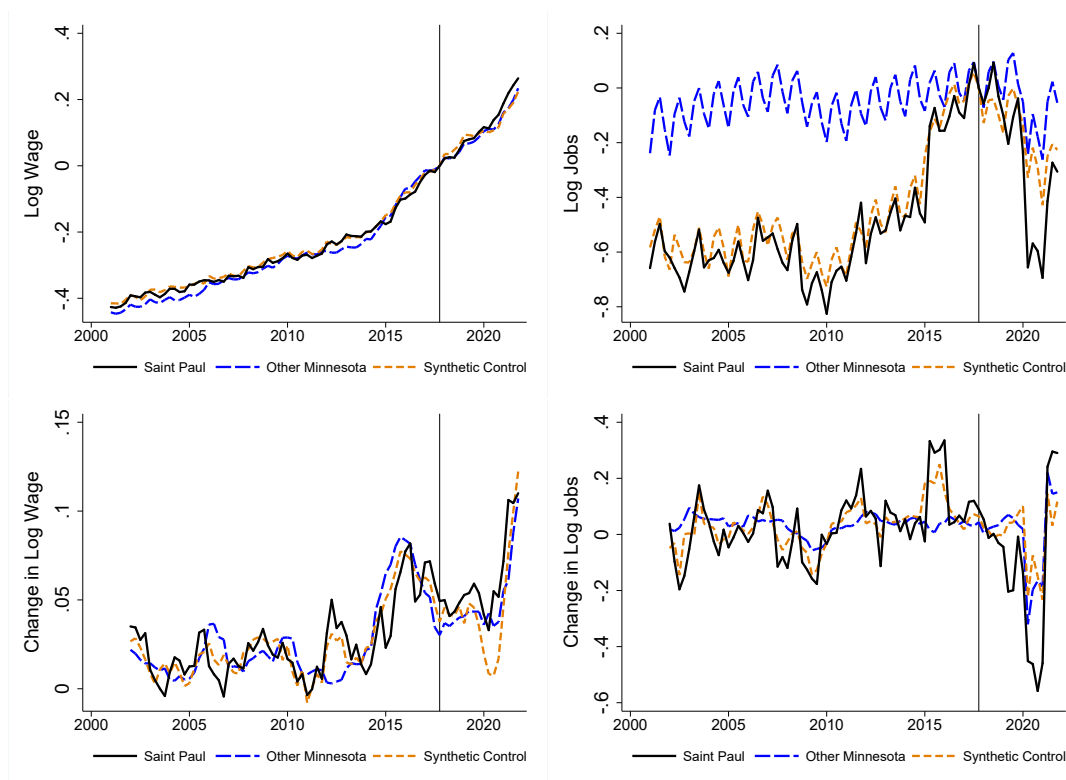 Log Wage
.4
.2
0
-.2
-.4
2000 2005 2010 2015 2020
Saint Paul Other Minnesota Synthetic Control
Log Jobs
.2
0
-.2
-.4
-.6
-.8
2000 2005 2010 2015 2020
Saint Paul Other Minnesota Synthetic Control
Change in Log Wage
.15
.1
.05
0
2000 2005 2010 2015 2020
Saint Paul Other Minnesota Synthetic Control
Change in Log Jobs
.4
.2
0
-.2
-.4
-.6
2000 2005 2010 2015 2020
Saint Paul Other Minnesota Synthetic Control